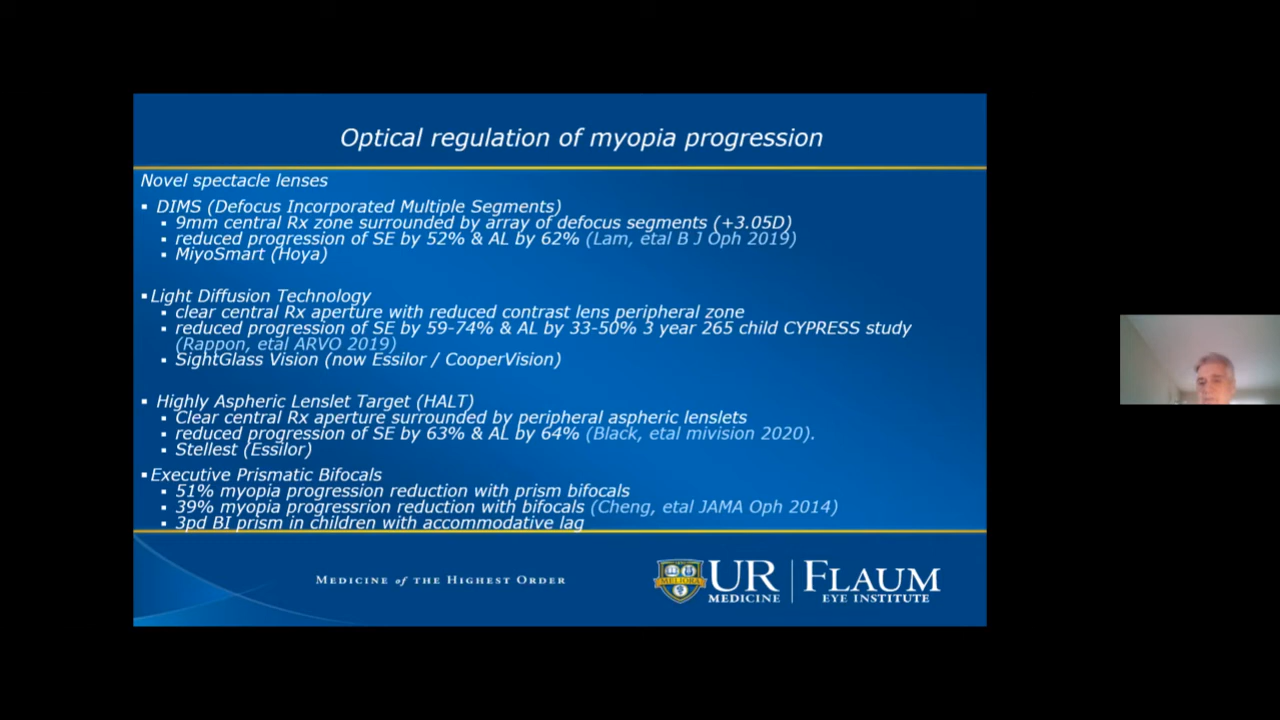 Optical regulation of myopia progression
Novel spectacle lenses
▪ DIMS (Defocus Incorporated Multiple Segments)
▪ 9mm central Rx zone surrounded by array of defocus segments (+3.05D)
▪ reduced progression of SE by 52% & AL by 62% (Lam, etal B J Oph 2019)
▪ MiyoSmart (Hoya)
▪ Light Diffusion Technology
▪ clear central Rx aperture with reduced contrast lens peripheral zone
▪ reduced progression of SE by 59-74% & AL by 33-50% 3 year 265 child CYPRESS study
(Rappon, etal ARVO 2019)
▪ SightGlass Vision (now Essilor / CooperVision)
▪ Highly Aspheric Lenslet Target (HALT)
▪ Clear central Rx aperture surrounded by peripheral aspheric lenslets
▪ reduced progression of SE by 63% & AL by 64% (Black, etal mivision 2020).
▪ Stellest (Essilor)
▪ Executive Prismatic Bifocals
▪ 51% myopia progression reduction with prism bifocals
▪ 39% myopia progressrion reduction with bifocals (Cheng, etal JAMA Oph 2014)
▪ 3pd BI prism in children with accommodative lag
MEDICINE of THE HIGHEST ORDER
MELIORA
UR
MEDICINE
FLAUM
EYE INSTITUTE